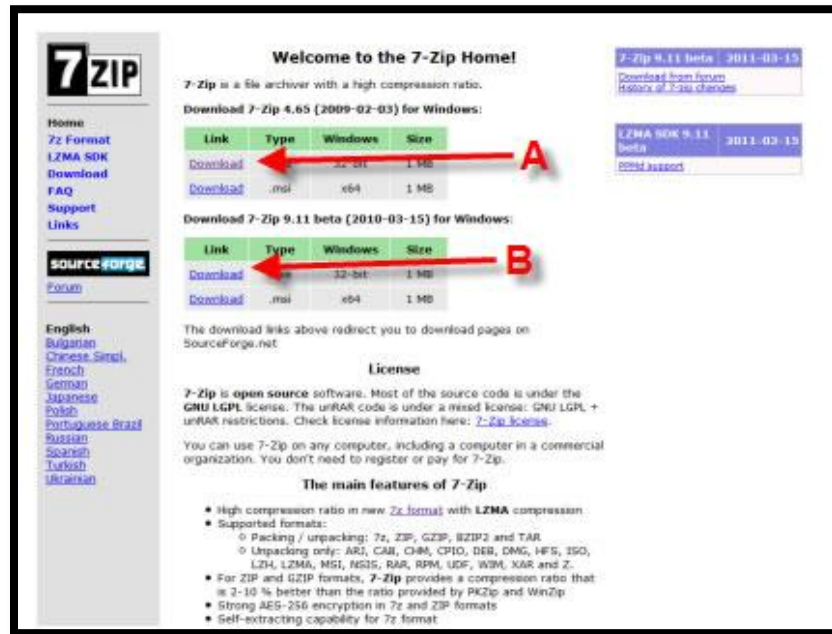 7 ZIP
Home
7z Format
LZMA SDK
Download
FAQ
Support
Links
sourceforge
Forum
English
Bulgarian
Chinese Simpl.
French
German
Japanese
Polish
Portuguese Brazil
Russian
Spanish
Turkish
Ukrainian
Welcome to the 7-Zip Home!
7-Zip is a file archiver with a high compression ratio.
Download 7-Zip 4.65 (2009-02-03) for Windows:
Link Type Windows Size
Download 32-bit 1 MB
Download .msi x64 1 MB
A
Download 7-Zip 9.11 beta (2010-03-15) for Windows:
Link Type Windows Size
Download 32-bit 1 MB
Download .msi x64 1 MB
B
The download links above redirect you to download pages on
SourceForge.net
License
7-Zip is open source software. Most of the source code is under the
GNU LGPL license. The unRAR code is under a mixed license: GNU LGPL +
unRAR restrictions. Check license information here: 7-Zip license.
You can use 7-Zip on any computer, including a computer in a commercial
organization. You don't need to register or pay for 7-Zip.
The main features of 7-Zip
High compression ratio in new 7z format with LZMA compression
Supported formats:
Packing / unpacking: 7z, ZIP, GZIP, BZIP2 and TAR
Unpacking only: ARJ, CAB, CHM, CPIO, DEB, DMG, HFS, ISO,
LZH, LZMA, MSI, NSIS, RAR, RPM, UDF, WIM, XAR and Z.
For ZIP and GZIP formats, 7-Zip provides a compression ratio that
is 2-10 % better than the ratio provided by PKZip and WinZip
Strong AES-256 encryption in 7z and ZIP formats
Self-extracting capability for 7z format
7-Zip 9.11 beta 2011-03-15
Download from forum
History of 7-zip changes
LZMA SDK 9.11
beta 2011-03-15
PPMd support